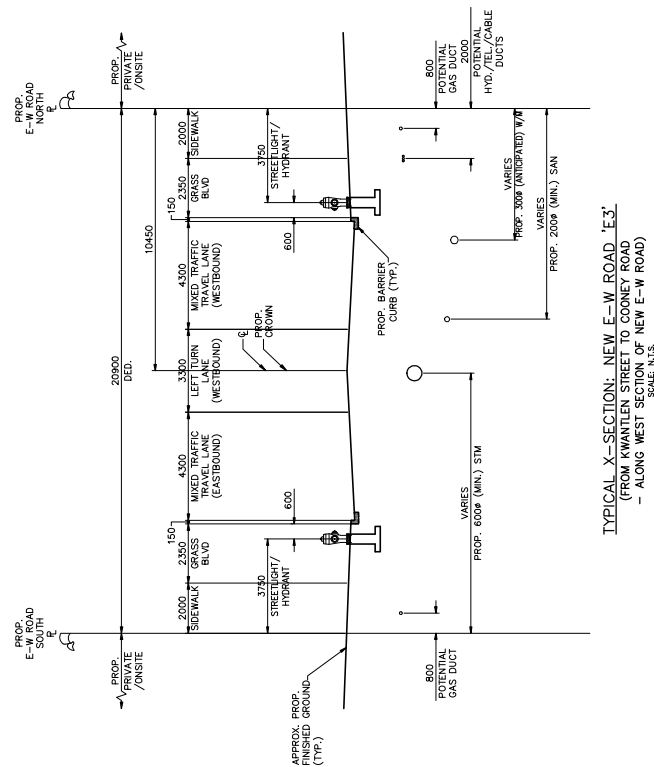 PROP.
E-W ROAD
SOUTH
PL
PROP.
E-W ROAD
NORTH
PL
PROP.
PRIVATE
/ONSITE
20900
DED.
PROP.
PRIVATE
/ONSITE
10450
2000
SIDEWALK
2350
GRASS
BLVD
150
4300
MIXED TRAFFIC
TRAVEL LANE
(EASTBOUND)
3300
LEFT TURN
LANE
(WESTBOUND)
4300
MIXED TRAFFIC
TRAVEL LANE
(WESTBOUND)
150
2350
GRASS
BLVD
2000
SIDEWALK
3750
STREETLIGHT/
HYDRANT
600
CL
PROP.
CROWN
600
3750
STREETLIGHT/
HYDRANT
APPROX. PROP.
FINISHED GROUND
(TYP.)
PROP. BARRIER
CURB (TYP.)
800
POTENTIAL
GAS DUCT
800
POTENTIAL
GAS DUCT
2000
POTENTIAL
HYD./TEL./CABLE
DUCTS
VARIES
PROP. 600ø (MIN.) STM
VARIES
PROP. 300ø (ANTICIPATED) W/M
VARIES
PROP. 200ø (MIN.) SAN
TYPICAL X-SECTION: NEW E-W ROAD 'E3'
(FROM KWANTLEN STREET TO COONEY ROAD
- ALONG WEST SECTION OF NEW E-W ROAD)
SCALE: N.T.S.